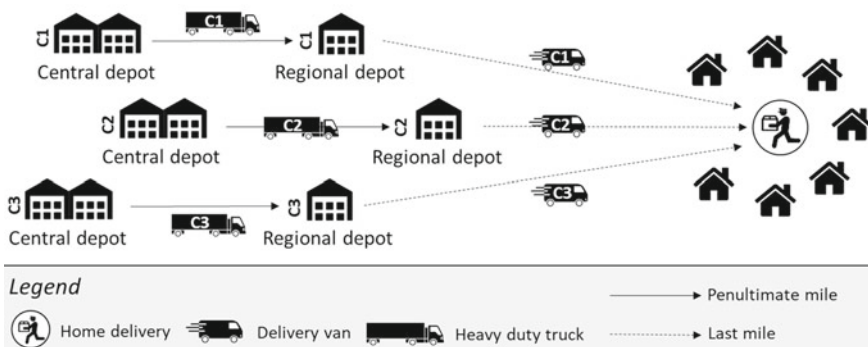 C1
C1
C1
C1
Central depot
Regional depot
C2
C2
C2
C2
Central depot
Regional depot
C3
C3
C3
C3
Central depot
Regional depot
Legend
Home delivery
Delivery van
Heavy duty truck
Penultimate mile
Last mile